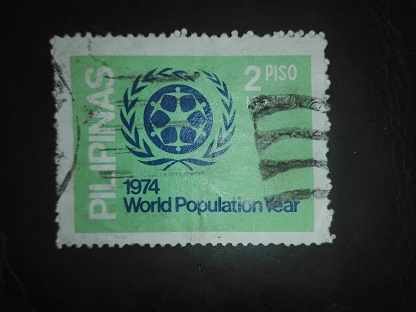 PILIPINAS
2 PISO
1974
World Population Year